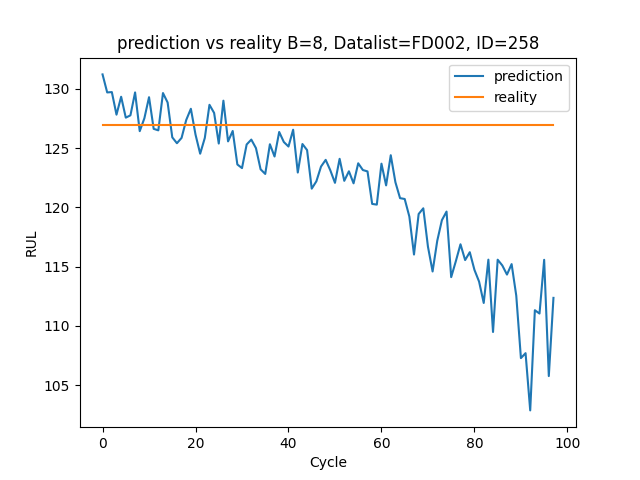 prediction vs reality B=8, Datalist=FD002, ID=258
prediction
reality
130
125
120
115
110
105
RUL
0 20 40 60 80 100
Cycle